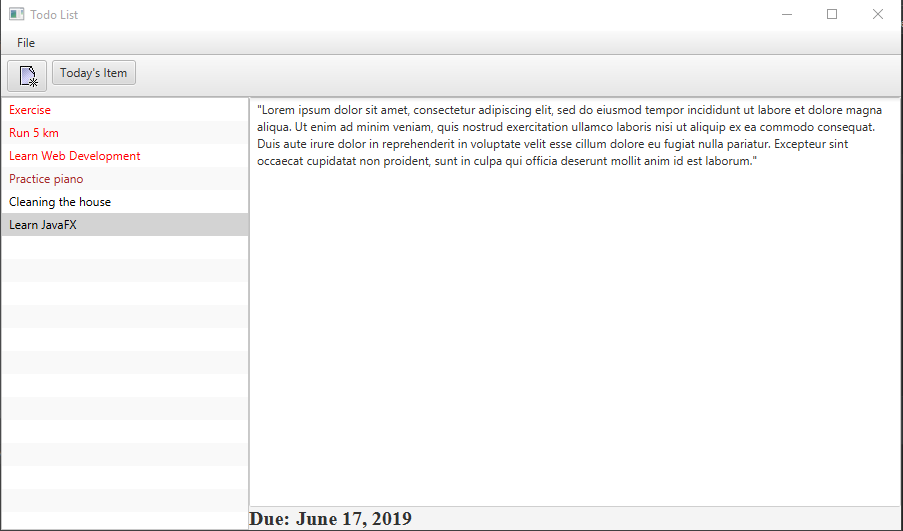 Todo List
File
Today's Item
Exercise
Run 5 km
Learn Web Development
Practice piano
Cleaning the house
Learn JavaFX
"Lorem ipsum dolor sit amet, consectetur adipiscing elit, sed do eiusmod tempor incididunt ut labore et dolore magna
aliqua. Ut enim ad minim veniam, quis nostrud exercitation ullamco laboris nisi ut aliquip ex ea commodo consequat.
Duis aute irure dolor in reprehenderit in voluptate velit esse cillum dolore eu fugiat nulla pariatur. Excepteur sint
occaecat cupidatat non proident, sunt in culpa qui officia deserunt mollit anim id est laborum."
Due: June 17, 2019